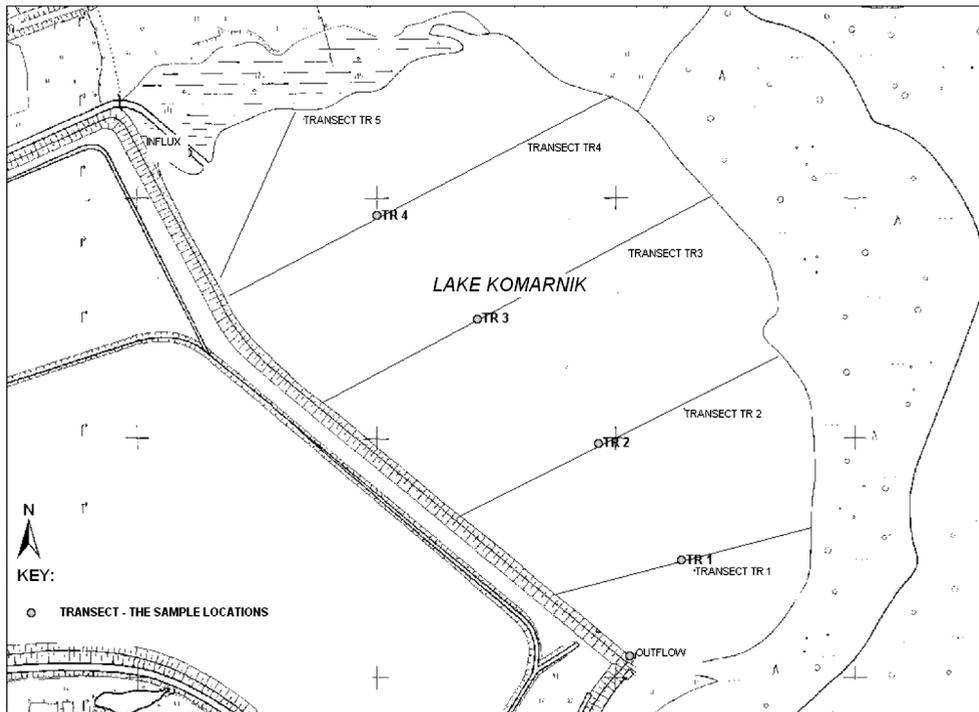 TRANSECT TR 5
INFLUX
TRANSECT TR4
TR 4
TRANSECT TR3
LAKE KOMARNIK
TR 3
TRANSECT TR 2
TR 2
TR 1
TRANSECT TR 1
N
KEY:
TRANSECT - THE SAMPLE LOCATIONS
OUTFLOW